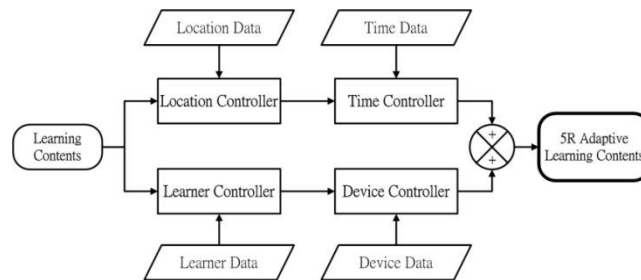 Location Data
Time Data
Location Controller
Time Controller
Learning
Contents
+
+
5R Adaptive
Learning Contents
Learner Controller
Device Controller
Learner Data
Device Data